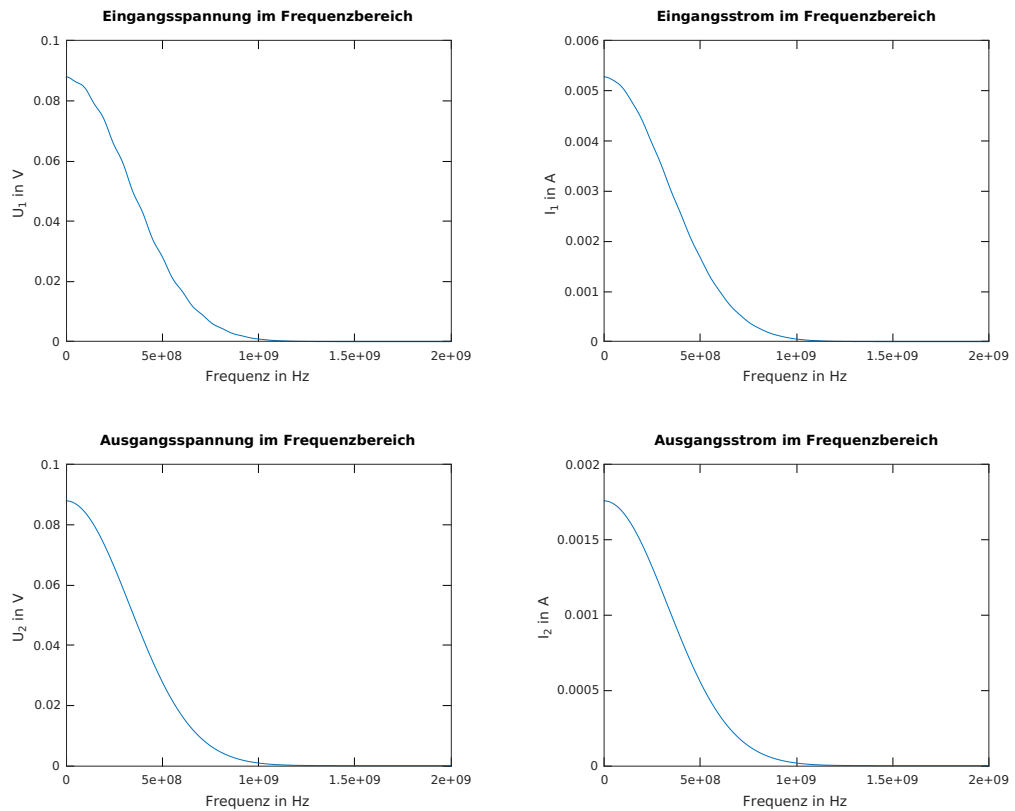 Eingangsspannung im Frequenzbereich
0.1
0.08
0.06
0.04
0.02
0
U1 in V
0 5e+08 1e+09 1.5e+09 2e+09
Frequenz in Hz
Eingangsstrom im Frequenzbereich
0.006
0.005
0.004
0.003
0.002
0.001
0
I1 in A
0 5e+08 1e+09 1.5e+09 2e+09
Frequenz in Hz
Ausgangsspannung im Frequenzbereich
0.1
0.08
0.06
0.04
0.02
0
U2 in V
0 5e+08 1e+09 1.5e+09 2e+09
Frequenz in Hz
Ausgangsstrom im Frequenzbereich
0.002
0.0015
0.001
0.0005
0
I2 in A
0 5e+08 1e+09 1.5e+09 2e+09
Frequenz in Hz